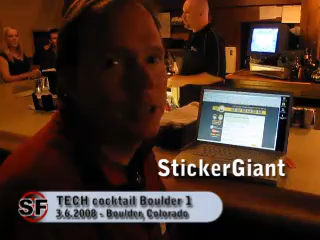 StickerGiant
SF
TECH cocktail Boulder 1
3.6.2008 - Boulder, Colorado